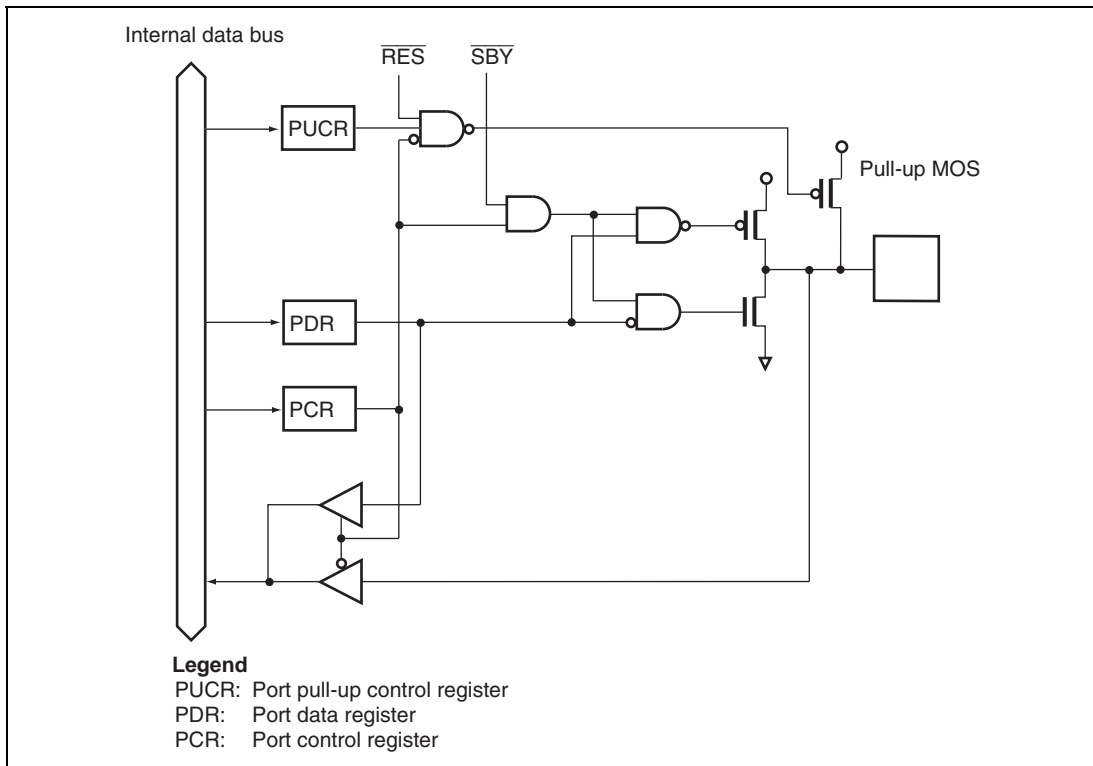 Internal data bus
RES
SBY
PUCR
Pull-up MOS
PDR
PCR
Legend
PUCR: Port pull-up control register
PDR: Port data register
PCR: Port control register